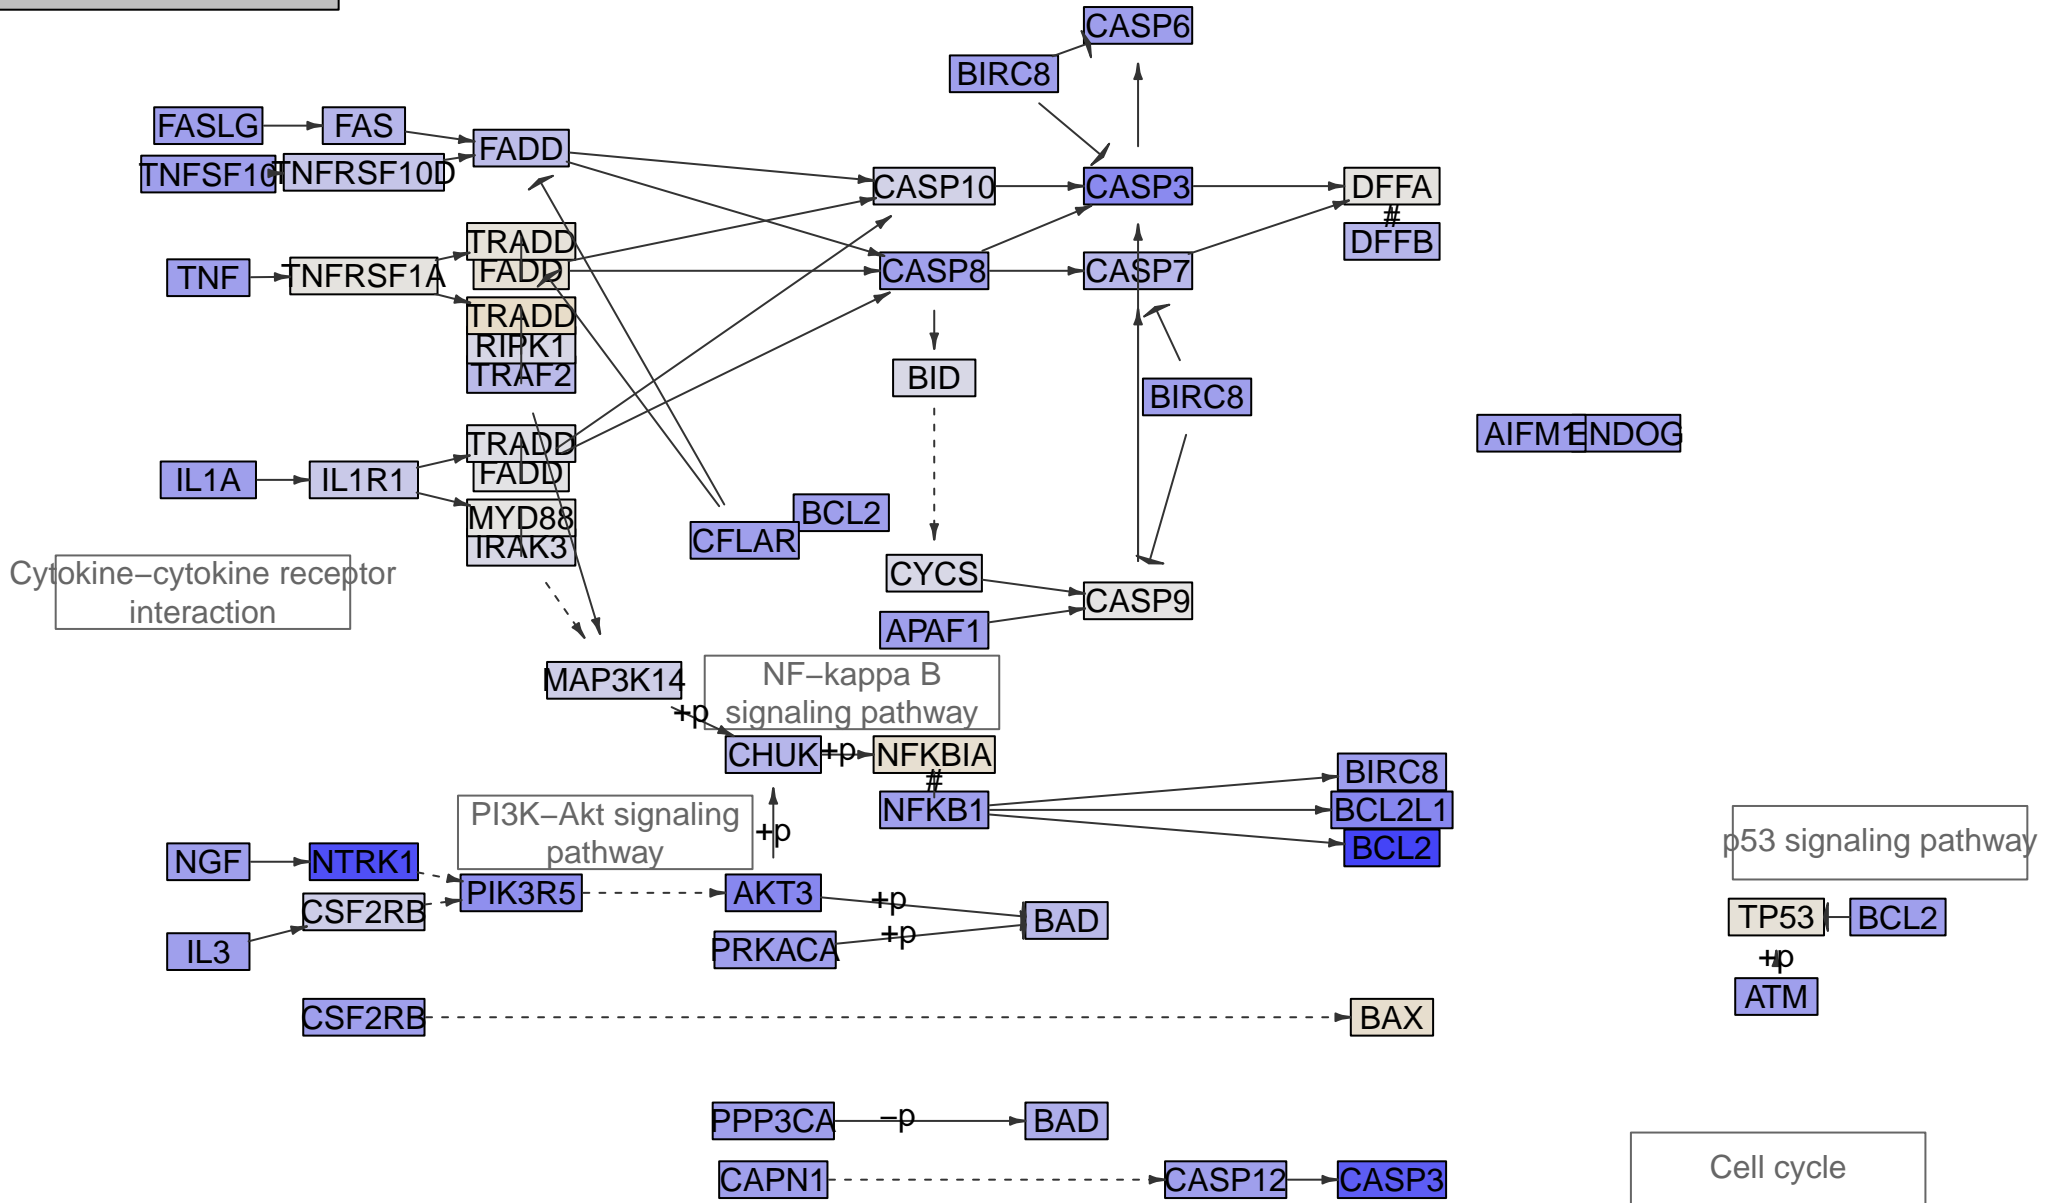 CASP6
BIRC8
FASLG
FAS
FADD
TNFSF10
TNFRSF10D
CASP10
CASP3
DFFA
#
DFFB
TRADD
FADD
TNF
TNFRSF1A
CASP8
CASP7
TRADD
RIPK1
TRAF2
BID
BIRC8
AIFM1
ENDOG
TRADD
FADD
IL1A
IL1R1
MYD88
IRAK3
BCL2
CFLAR
Cytokine−cytokine receptor
interaction
CYCS
CASP9
APAF1
MAP3K14
NF−kappa B
signaling pathway
+p
CHUK
+p
NFKBIA
#
NFKB1
BIRC8
BCL2L1
BCL2
PI3K−Akt signaling
pathway
+p
p53 signaling pathway
NGF
NTRK1
PIK3R5
AKT3
+p
BAD
CSF2RB
IL3
PRKACA
+p
TP53
BCL2
+p
ATM
CSF2RB
BAX
PPP3CA
−p
BAD
CAPN1
CASP12
CASP3
Cell cycle